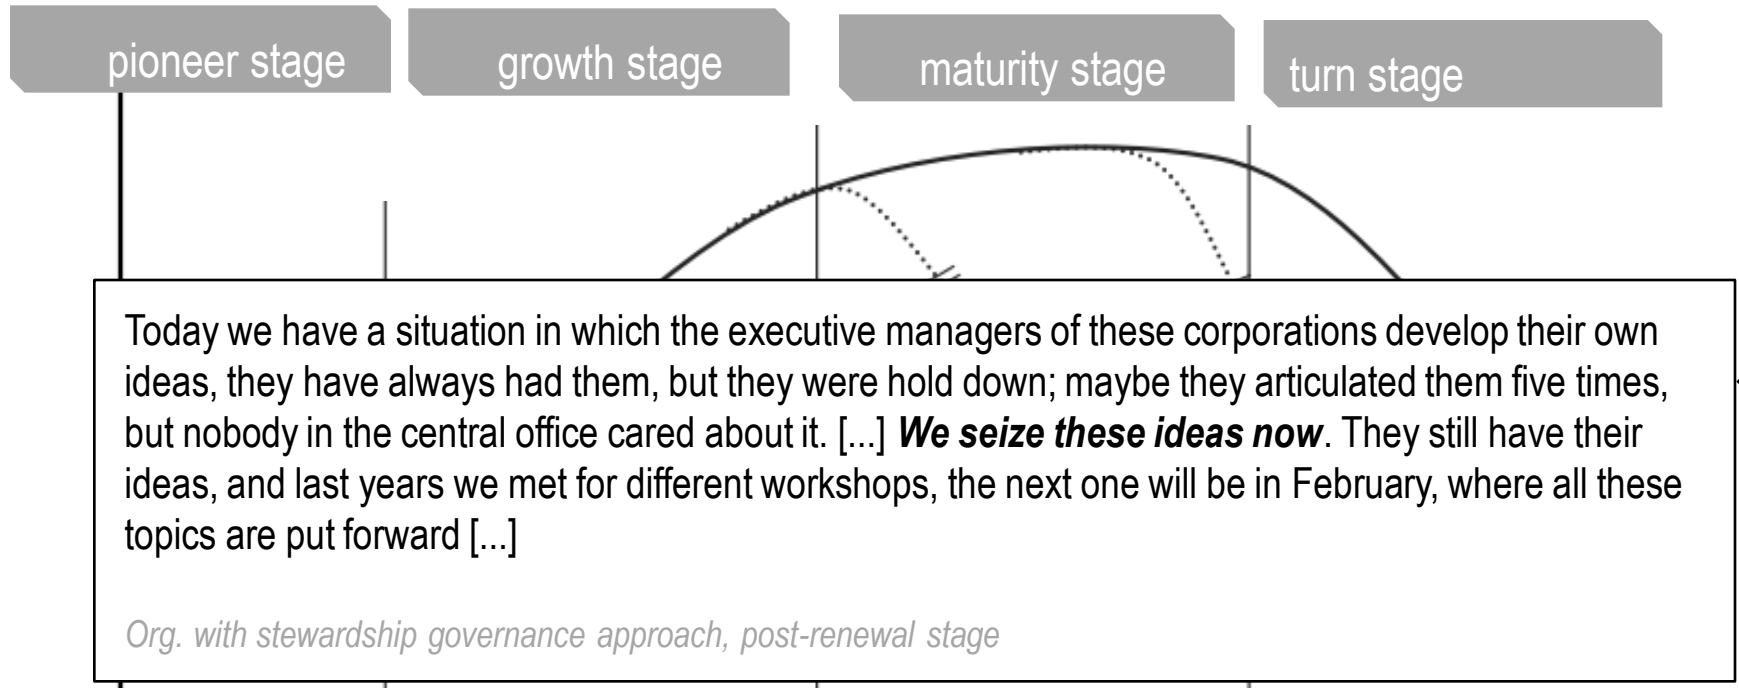 pioneer stage
growth stage
maturity stage
turn stage
Today we have a situation in which the executive managers of these corporations develop their own
ideas, they have always had them, but they were hold down; maybe they articulated them five times,
but nobody in the central office cared about it. [...] We seize these ideas now. They still have their
ideas, and last years we met for different workshops, the next one will be in February, where all these
topics are put forward [...]
Org. with stewardship governance approach, post-renewal stage